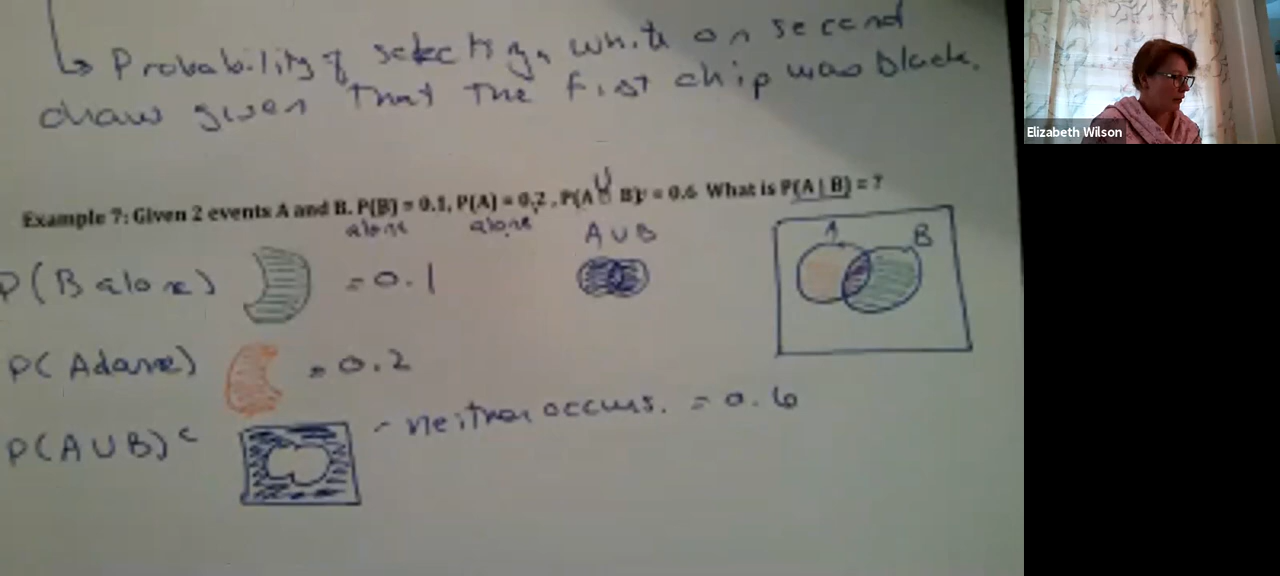 ↳ Probability of selecting white on second
draw given that the first chip was black.
Elizabeth Wilson
Example 7: Given 2 events A and B. P(B) = 0.1, P(A) = 0.2, P(A ∪ B)' = 0.6 What is P(A | B) = ?
alone alone A ∪ B
A B
P(B alone) = 0.1
P(A alone) = 0.2
P(A ∪ B)ᶜ - neither occurs. = 0.6